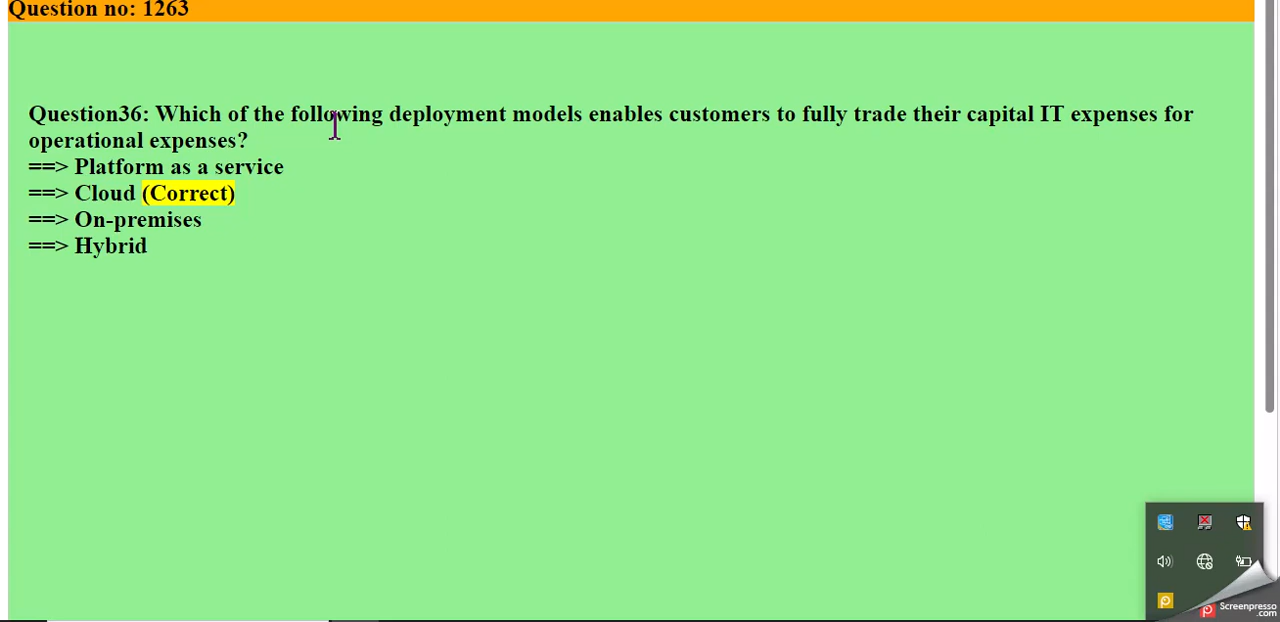 Question no: 1263
Question36: Which of the following deployment models enables customers to fully trade their capital IT expenses for
operational expenses?
==> Platform as a service
==> Cloud (Correct)
==> On-premises
==> Hybrid
Screenpresso
.com